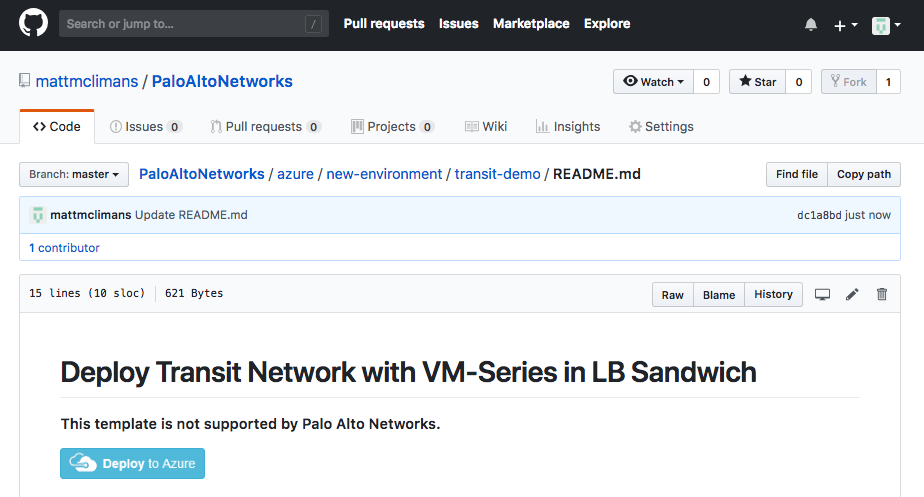 Search or jump to... / Pull requests Issues Marketplace Explore
mattmclimans / PaloAltoNetworks Watch 0 Star 0 Fork 1
Code Issues 0 Pull requests 0 Projects 0 Wiki Insights Settings
Branch: master PaloAltoNetworks / azure / new-environment / transit-demo / README.md Find file Copy path
mattmclimans Update README.md dc1a8bd just now
1 contributor
15 lines (10 sloc) 621 Bytes Raw Blame History
Deploy Transit Network with VM-Series in LB Sandwich
This template is not supported by Palo Alto Networks.
Deploy to Azure